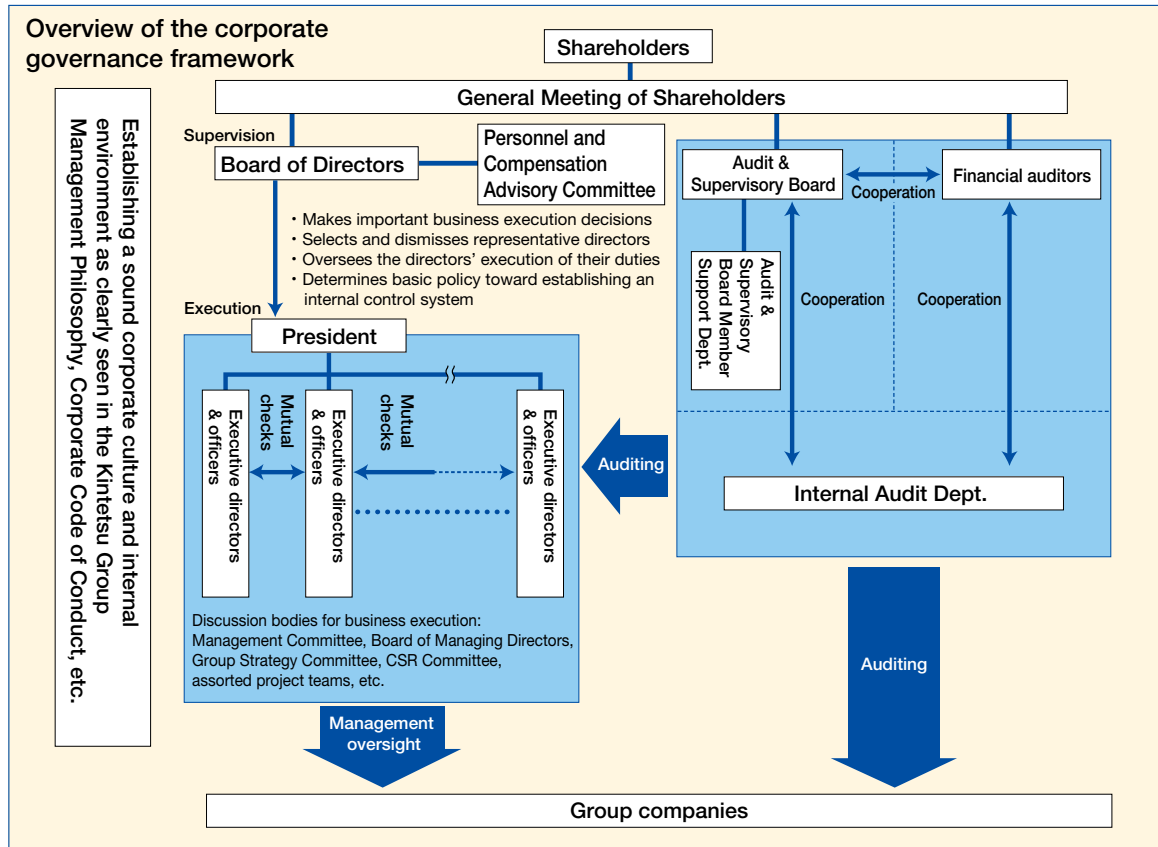 Overview of the corporate
governance framework
Shareholders
General Meeting of Shareholders
Establishing a sound corporate culture and internal
environment as clearly seen in the Kintetsu Group
Management Philosophy, Corporate Code of Conduct, etc.
Supervision
Board of Directors
Personnel and
Compensation
Advisory Committee
・Makes important business execution decisions
・Selects and dismisses representative directors
・Oversees the directors' execution of their duties
・Determines basic policy toward establishing an
internal control system
Execution
President
Executive directors
& officers
Mutual
checks
Executive directors
& officers
Mutual
checks
Executive directors
& officers
Discussion bodies for business execution:
Management Committee, Board of Managing Directors,
Group Strategy Committee, CSR Committee,
assorted project teams, etc.
Audit &
Supervisory Board
Cooperation
Financial auditors
Audit &
Supervisory
Board Member
Support Dept.
Cooperation
Cooperation
Internal Audit Dept.
Auditing
Auditing
Management
oversight
Group companies